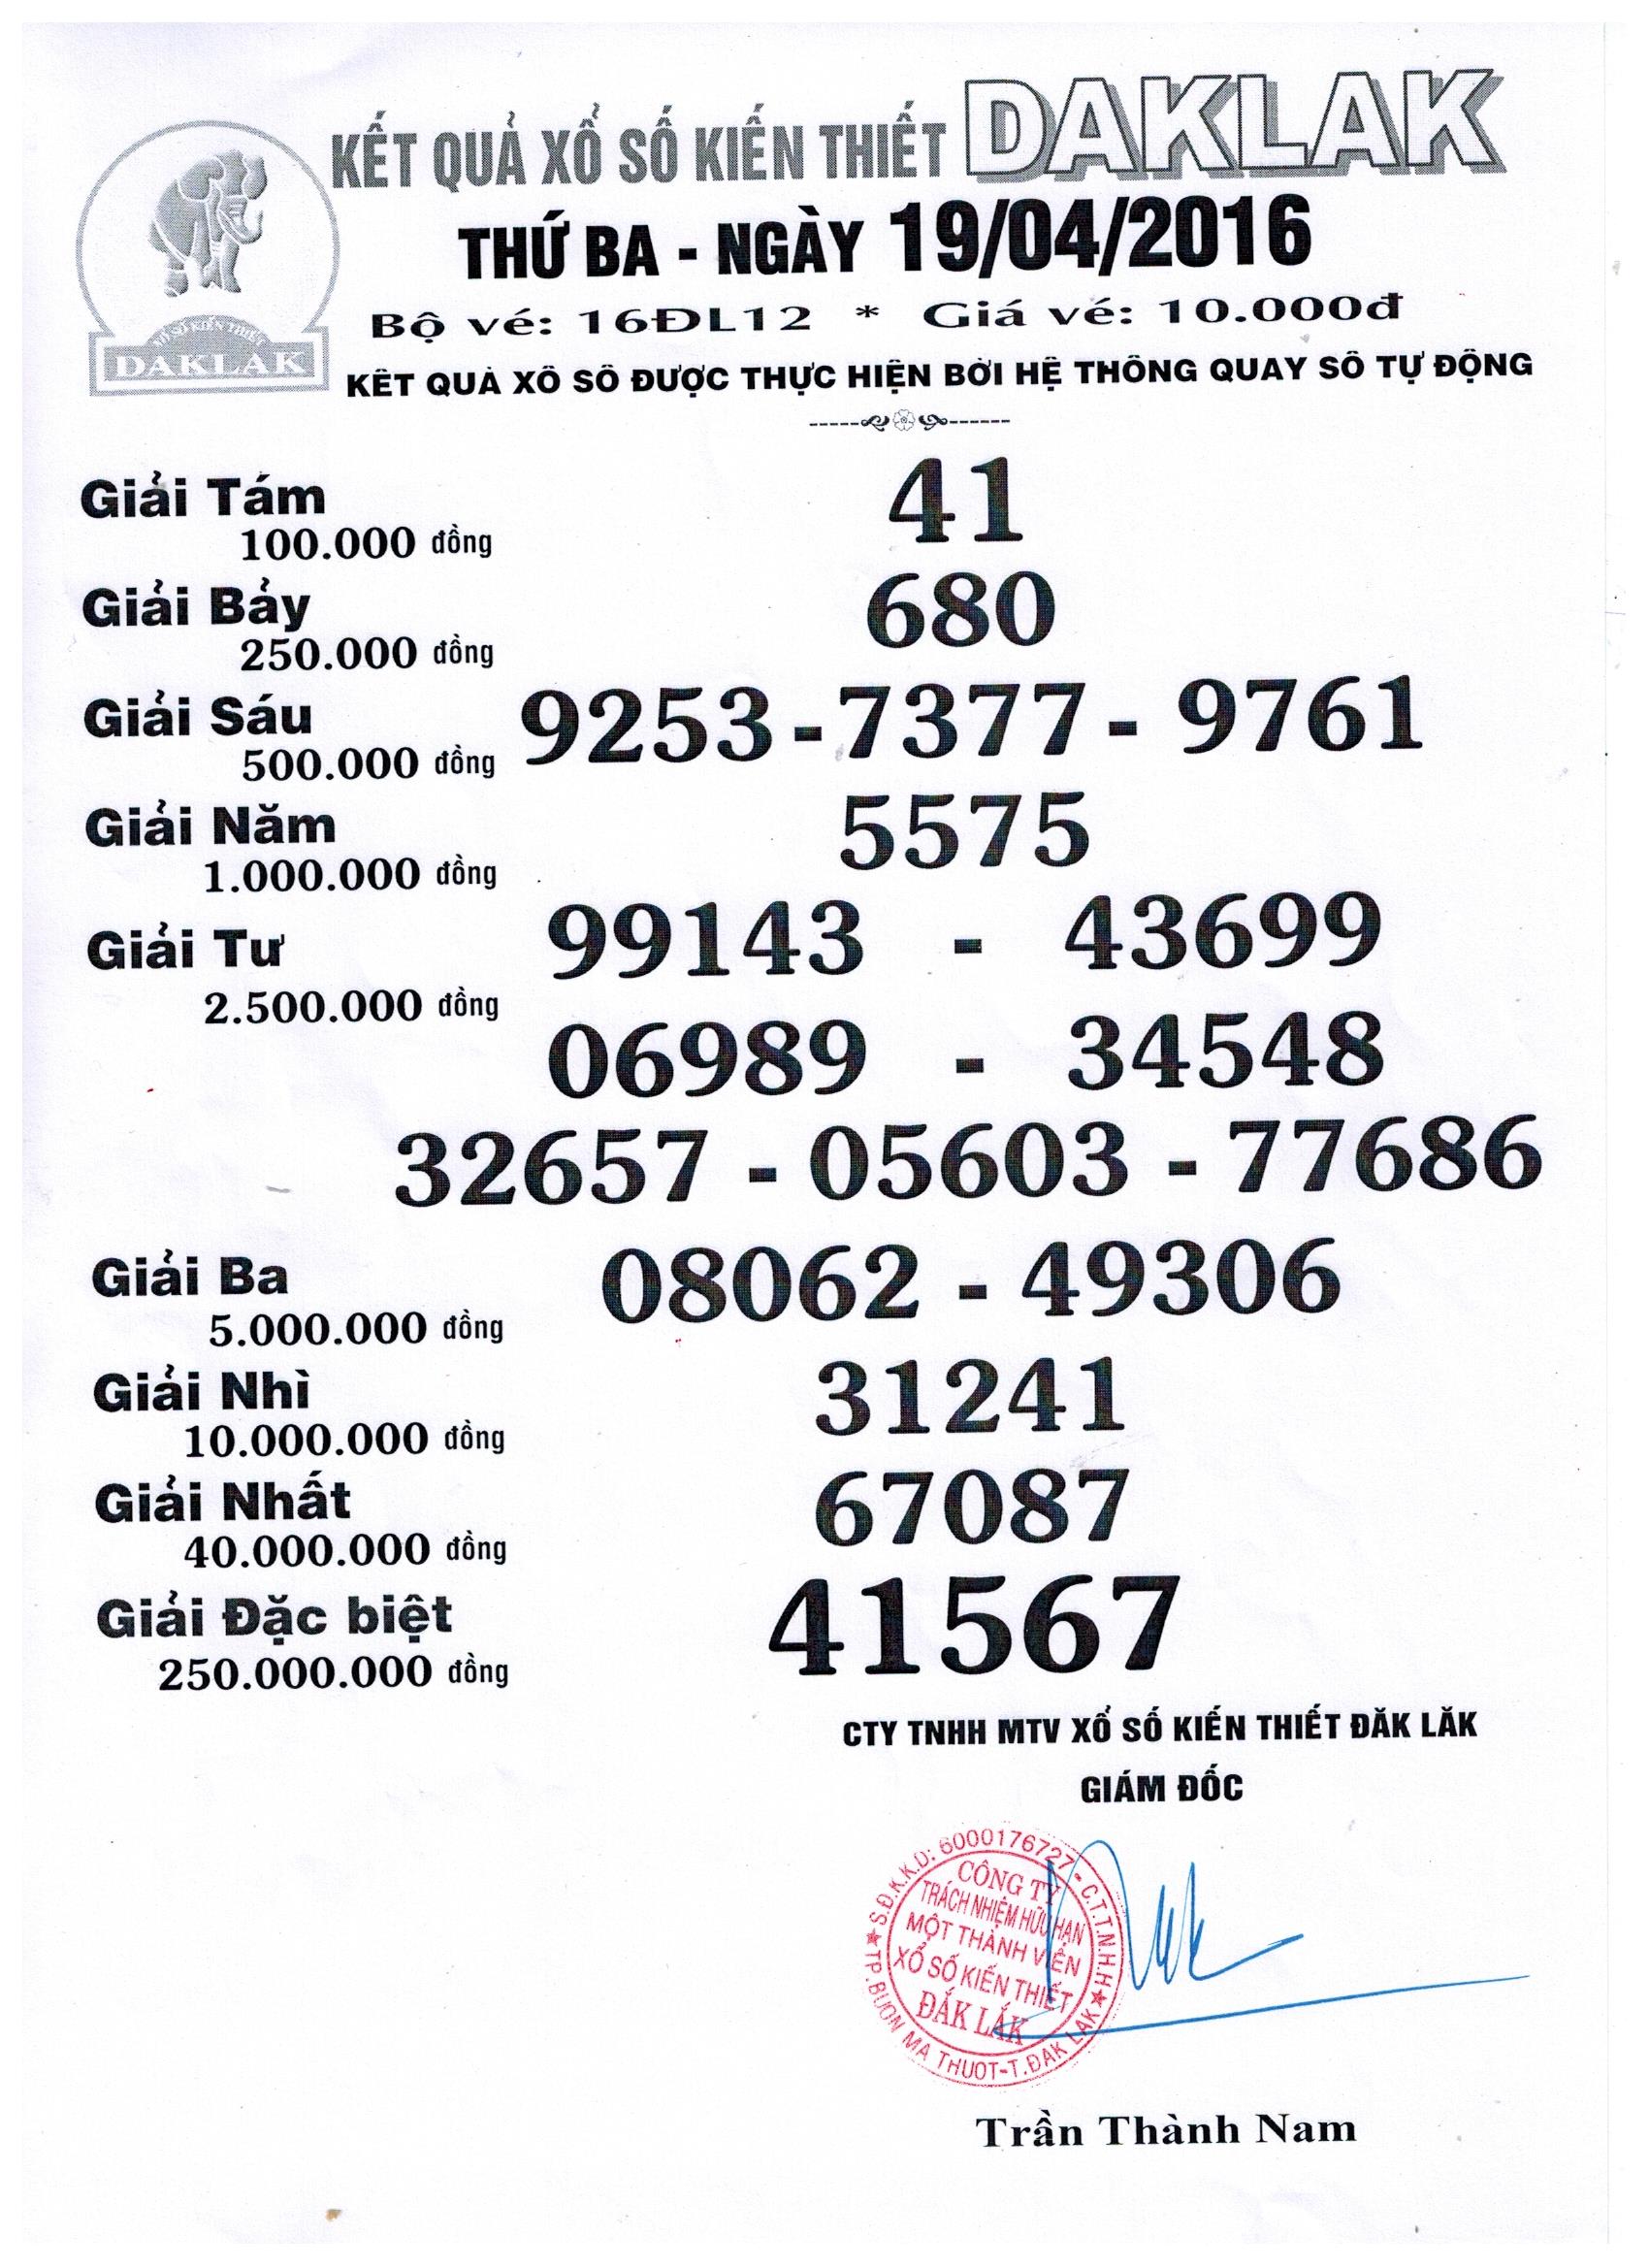 KẾT QUẢ XỔ SỐ KIẾN THIẾT DAKLAK
THỨ BA - NGÀY 19/04/2016
Bộ vé: 16ĐL12 * Giá vé: 10.000đ
XỔ SỐ KIẾN THIẾT
DAKLAK
KẾT QUẢ XỔ SỐ ĐƯỢC THỰC HIỆN BỞI HỆ THỐNG QUAY SỐ TỰ ĐỘNG
Giải Tám 41
100.000 đồng
Giải Bảy 680
250.000 đồng
Giải Sáu 9253 - 7377 - 9761
500.000 đồng
Giải Năm 5575
1.000.000 đồng
Giải Tư 99143 - 43699
2.500.000 đồng
06989 - 34548
32657 - 05603 - 77686
Giải Ba 08062 - 49306
5.000.000 đồng
Giải Nhì 31241
10.000.000 đồng
Giải Nhất 67087
40.000.000 đồng
Giải Đặc biệt 41567
250.000.000 đồng
CTY TNHH MTV XỔ SỐ KIẾN THIẾT ĐĂK LĂK
GIÁM ĐỐC
S.Đ.K.K.D: 6000176727 - C.T.T.N.H.H
CÔNG TY
TRÁCH NHIỆM HỮU HẠN
MỘT THÀNH VIÊN
XỔ SỐ KIẾN THIẾT
ĐẮK LẮK
TP.BUÔN MA THUỘT-T.ĐAK LAK
Trần Thành Nam